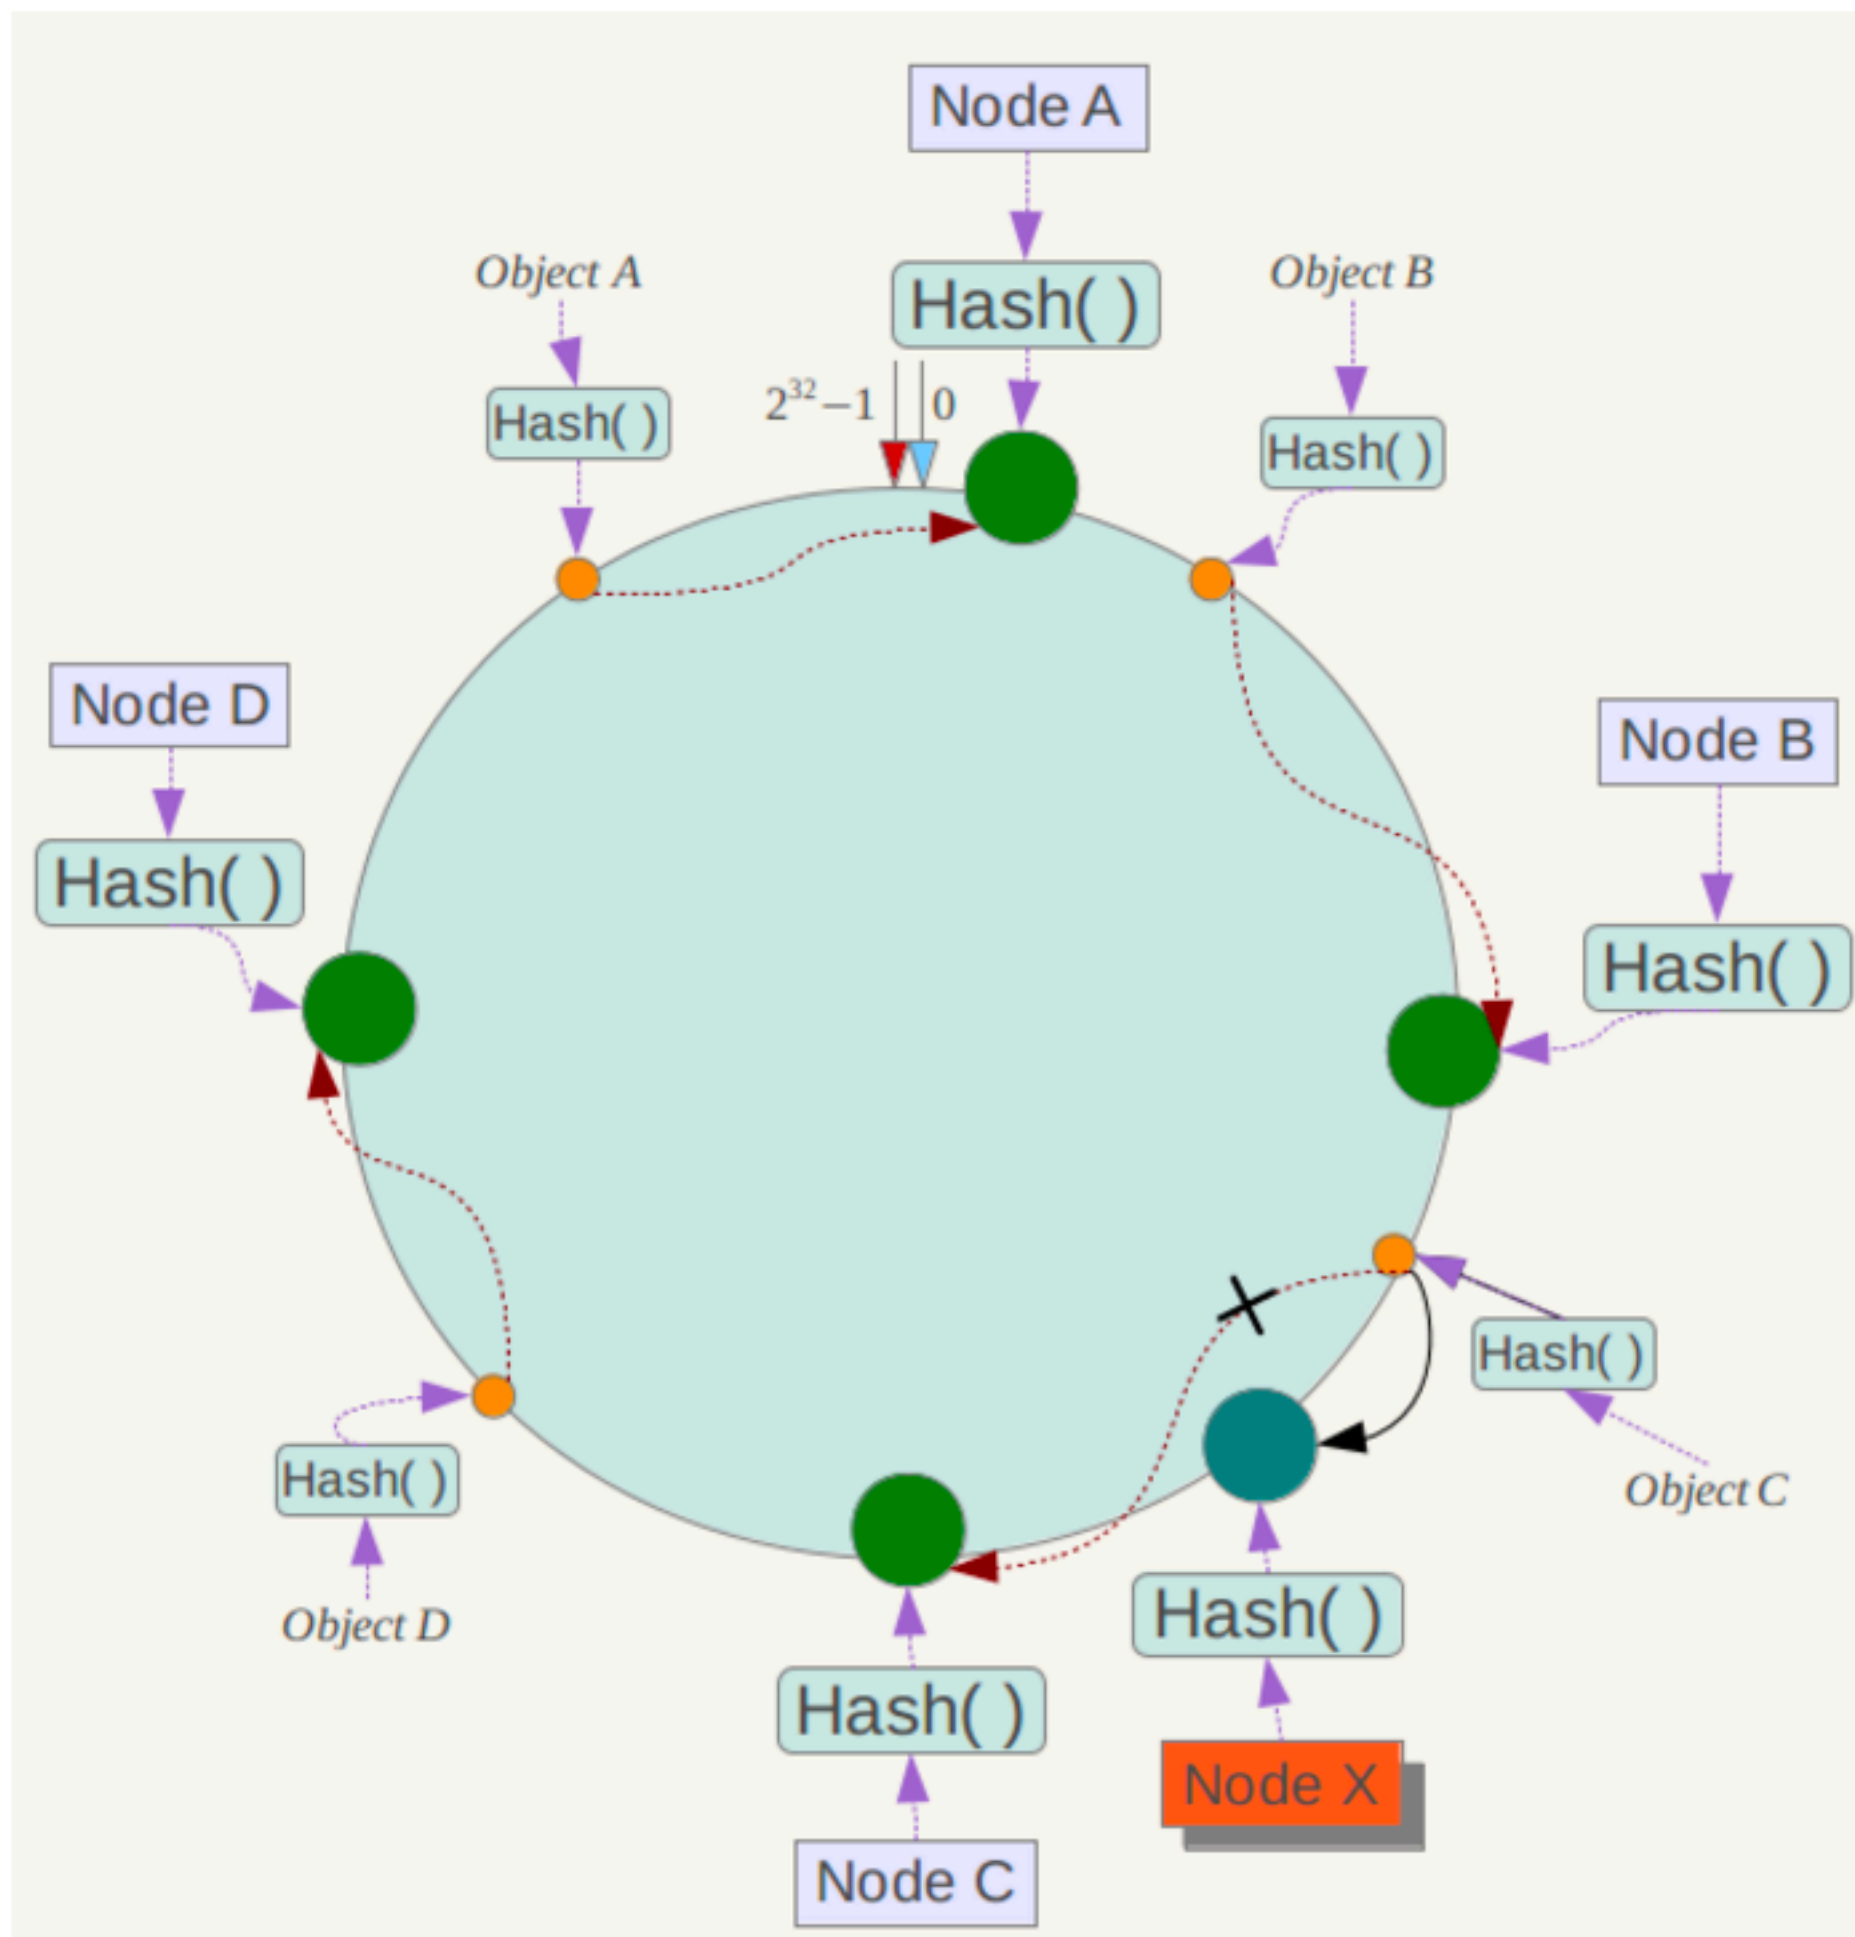 Node A
Object A
Hash( )
Object B
2³²−1
0
Hash( )
Hash( )
Node D
Node B
Hash( )
Hash( )
Hash( )
Object C
Hash( )
Object D
Hash( )
Hash( )
Node X
Node C